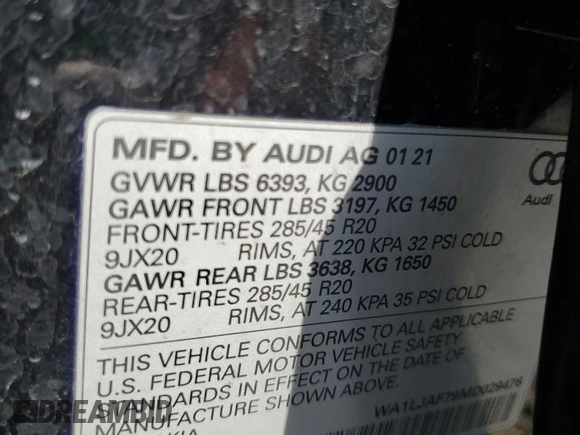 MFD. BY AUDI AG 01 21
GVWR LBS 6393, KG 2900
GAWR FRONT LBS 3197, KG 1450
FRONT-TIRES 285/45 R20
9JX20 RIMS, AT 220 KPA 32 PSI COLD
GAWR REAR LBS 3638, KG 1650
REAR-TIRES 285/45 R20
9JX20 RIMS, AT 240 KPA 35 PSI COLD
Audi
THIS VEHICLE CONFORMS TO ALL APPLICABLE
U.S. FEDERAL MOTOR VEHICLE SAFETY
STANDARDS IN EFFECT ON THE DATE OF
MANUFACTURE SHOWN ABOVE.
WA1LJAF79MD029476
DREAMBID